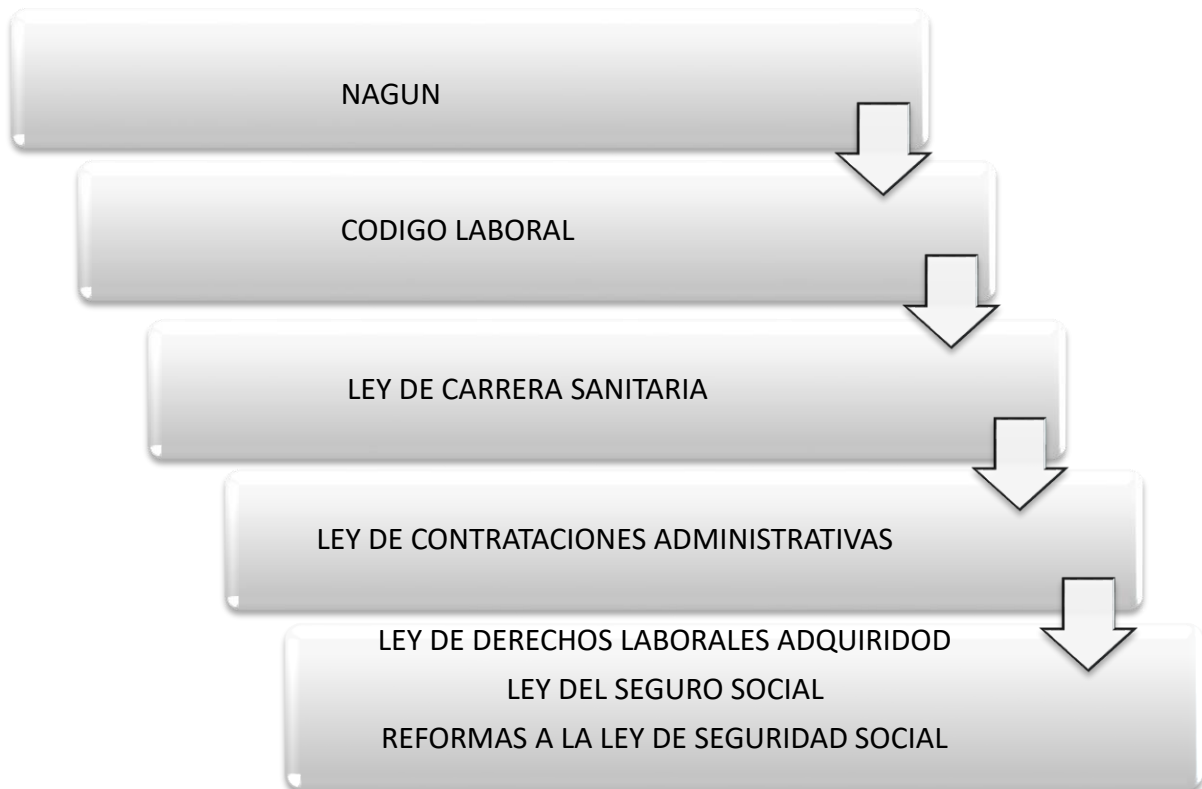 NAGUN
CODIGO LABORAL
LEY DE CARRERA SANITARIA
LEY DE CONTRATACIONES ADMINISTRATIVAS
LEY DE DERECHOS LABORALES ADQUIRIDOD
LEY DEL SEGURO SOCIAL
REFORMAS A LA LEY DE SEGURIDAD SOCIAL